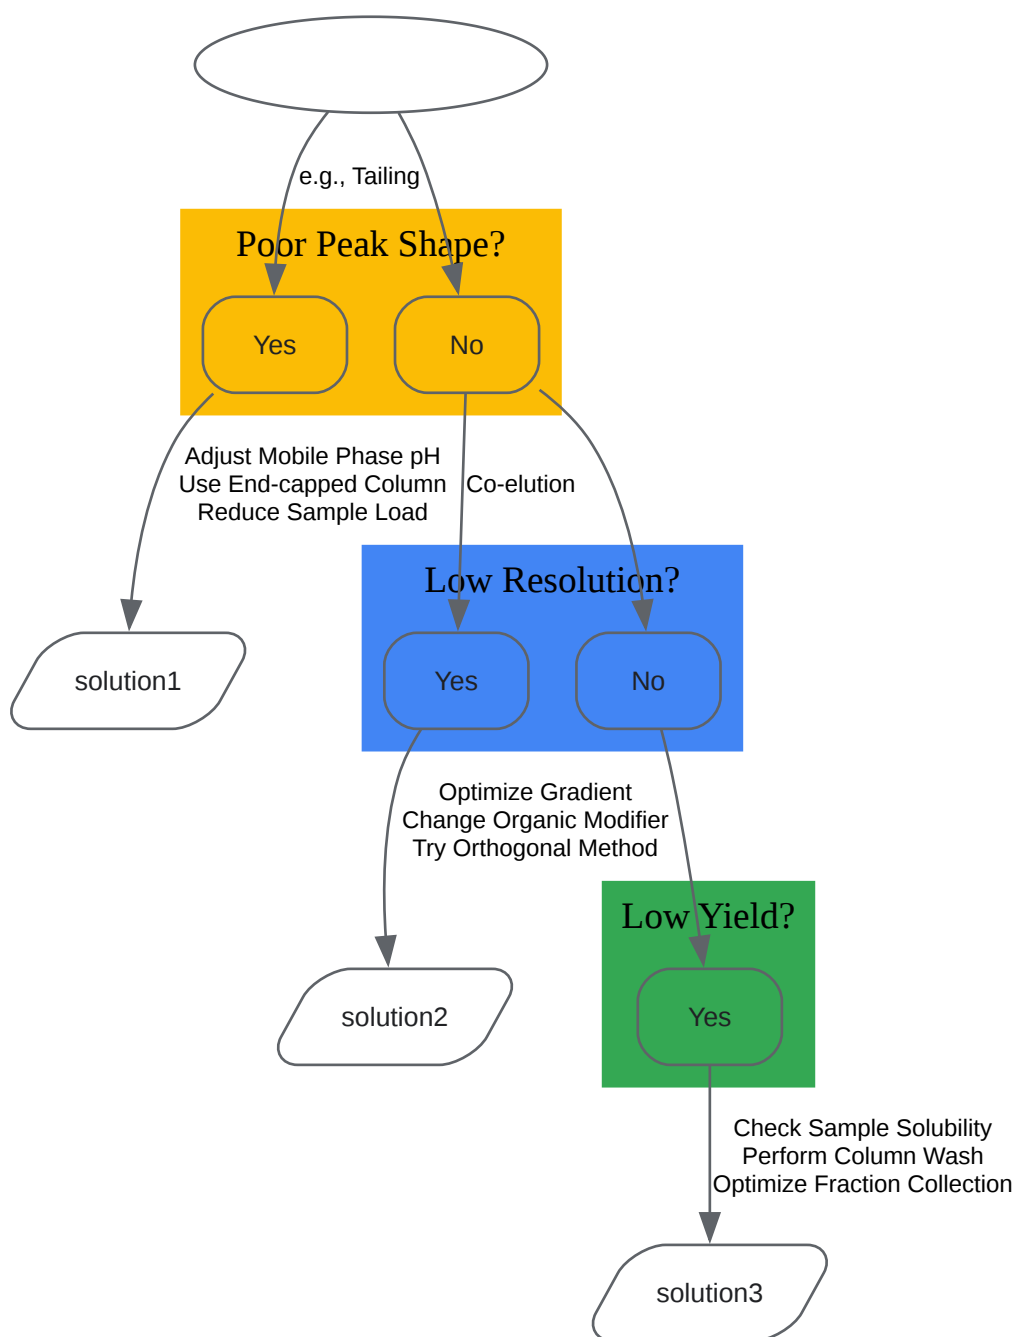 e.g., Tailing
Poor Peak Shape?
Yes
No
Adjust Mobile Phase pH
Use End-capped Column
Reduce Sample Load
Co-elution
Low Resolution?
solution1
Yes
No
Optimize Gradient
Change Organic Modifier
Try Orthogonal Method
Low Yield?
solution2
Yes
Check Sample Solubility
Perform Column Wash
Optimize Fraction Collection
solution3